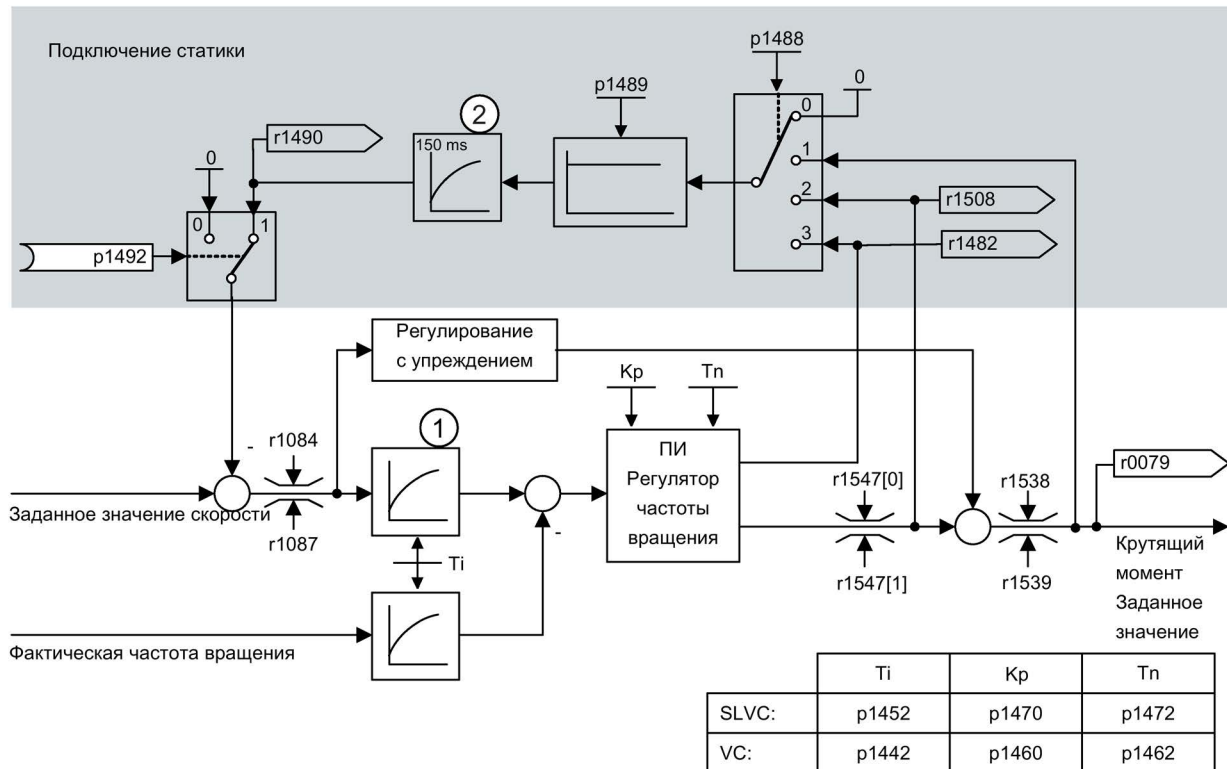 Подключение статики
p1488
0
p1489
2
0
r1490
150 ms
1
0
2
r1508
0
1
3
r1482
p1492
Регулирование
с упреждением
Kp
Tn
-
r1084
1
ПИ
Регулятор
частоты
вращения
r0079
r1547[0]
r1538
Заданное значение скорости
r1087
-
Ti
r1547[1]
r1539
Крутящий
момент
Заданное
значение
Фактическая частота вращения
Ti Kp Tn
SLVC: p1452 p1470 p1472
VC: p1442 p1460 p1462